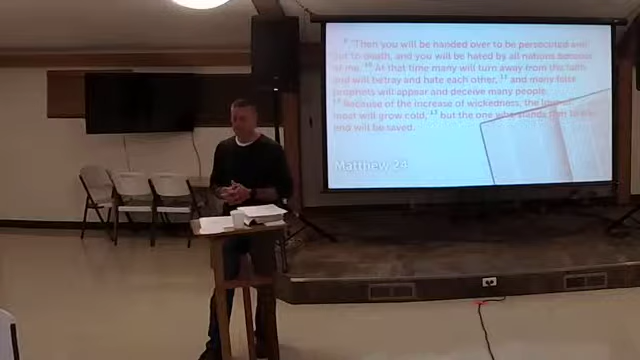 9 "Then you will be handed over to be persecuted and
put to death, and you will be hated by all nations because
of me. 10 At that time many will turn away from the faith
and will betray and hate each other, 11 and many false
prophets will appear and deceive many people.
12 Because of the increase of wickedness, the love of
most will grow cold, 13 but the one who stands firm to the
end will be saved.
Matthew 24